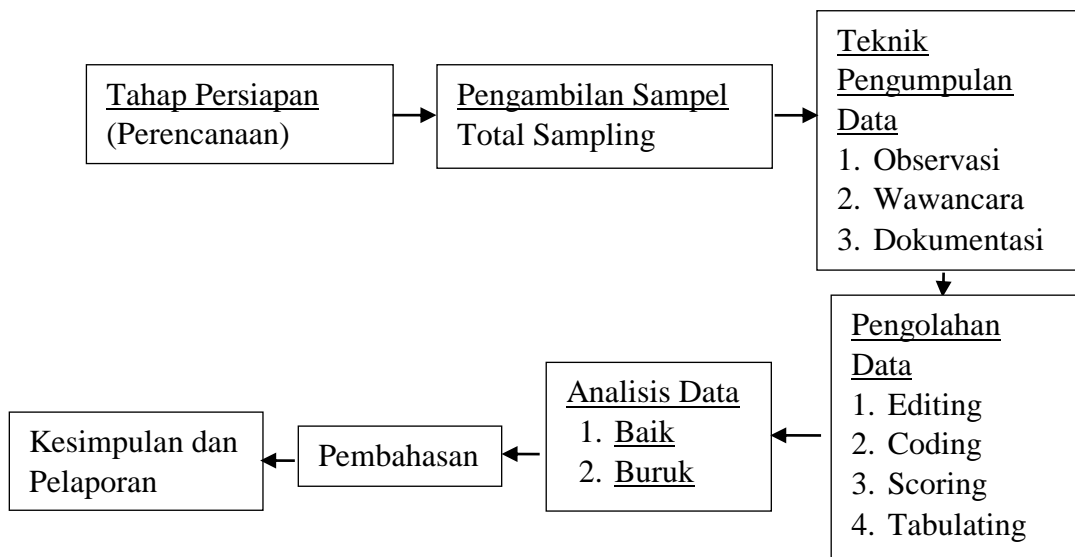 Tahap Persiapan
(Perencanaan)
Pengambilan Sampel
Total Sampling
Teknik
Pengumpulan
Data
1. Observasi
2. Wawancara
3. Dokumentasi
Pengolahan
Data
1. Editing
2. Coding
3. Scoring
4. Tabulating
Analisis Data
1. Baik
2. Buruk
Pembahasan
Kesimpulan dan
Pelaporan